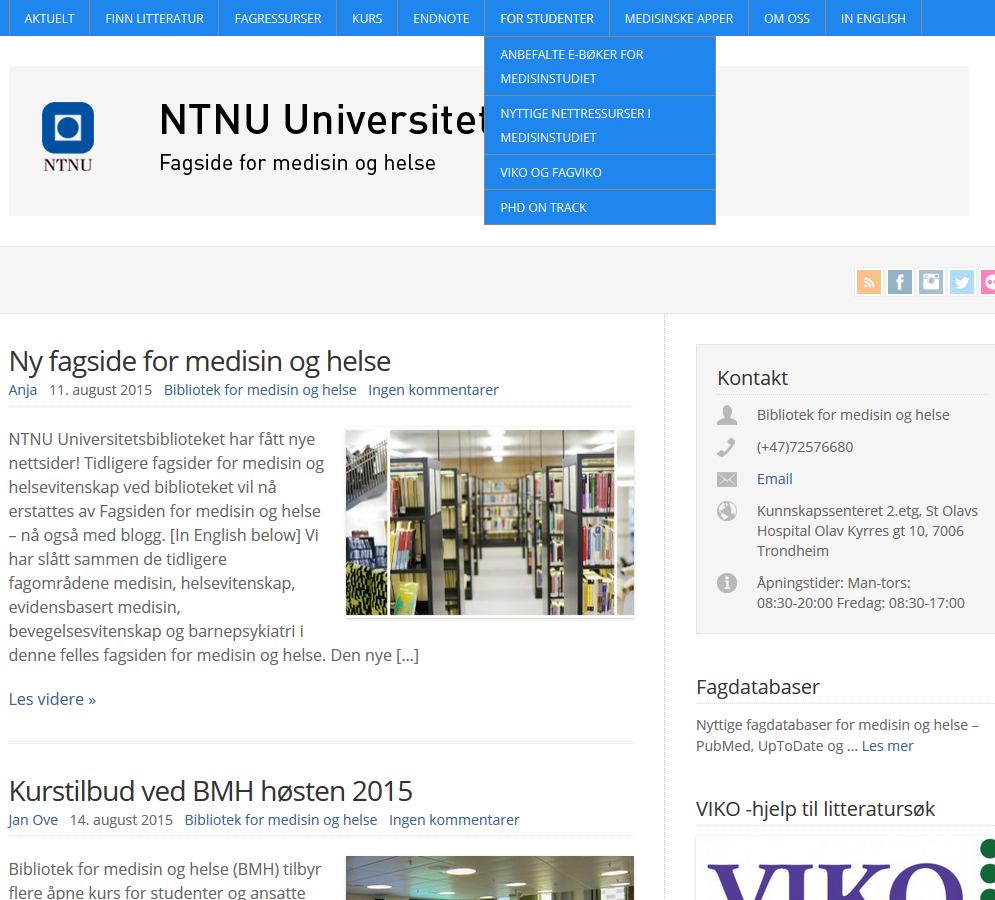 AKTUELT FINN LITTERATUR FAGRESSURSER KURS ENDNOTE FOR STUDENTER MEDISINSKE APPER OM OSS IN ENGLISH
ANBEFALTE E-BØKER FOR
MEDISINSTUDIET
NYTTIGE NETTRESSURSER I
MEDISINSTUDIET
VIKO OG FAGVIKO
PHD ON TRACK
NTNU
NTNU Universitet
Fagside for medisin og helse
Ny fagside for medisin og helse
Anja 11. august 2015 Bibliotek for medisin og helse Ingen kommentarer
NTNU Universitetsbiblioteket har fått nye
nettsider! Tidligere fagsider for medisin og
helsevitenskap ved biblioteket vil nå
erstattes av Fagsiden for medisin og helse
– nå også med blogg. [In English below] Vi
har slått sammen de tidligere
fagområdene medisin, helsevitenskap,
evidensbasert medisin,
bevegelsesvitenskap og barnepsykiatri i
denne felles fagsiden for medisin og helse. Den nye [...]
Les videre »
Kurstilbud ved BMH høsten 2015
Jan Ove 14. august 2015 Bibliotek for medisin og helse Ingen kommentarer
Bibliotek for medisin og helse (BMH) tilbyr
flere åpne kurs for studenter og ansatte
Kontakt
Bibliotek for medisin og helse
(+47)72576680
Email
Kunnskapssenteret 2.etg, St Olavs
Hospital Olav Kyrres gt 10, 7006
Trondheim
Åpningstider: Man-tors:
08:30-20:00 Fredag: 08:30-17:00
Fagdatabaser
Nyttige fagdatabaser for medisin og helse –
PubMed, UpToDate og ... Les mer
VIKO -hjelp til litteratursøk
VIKO